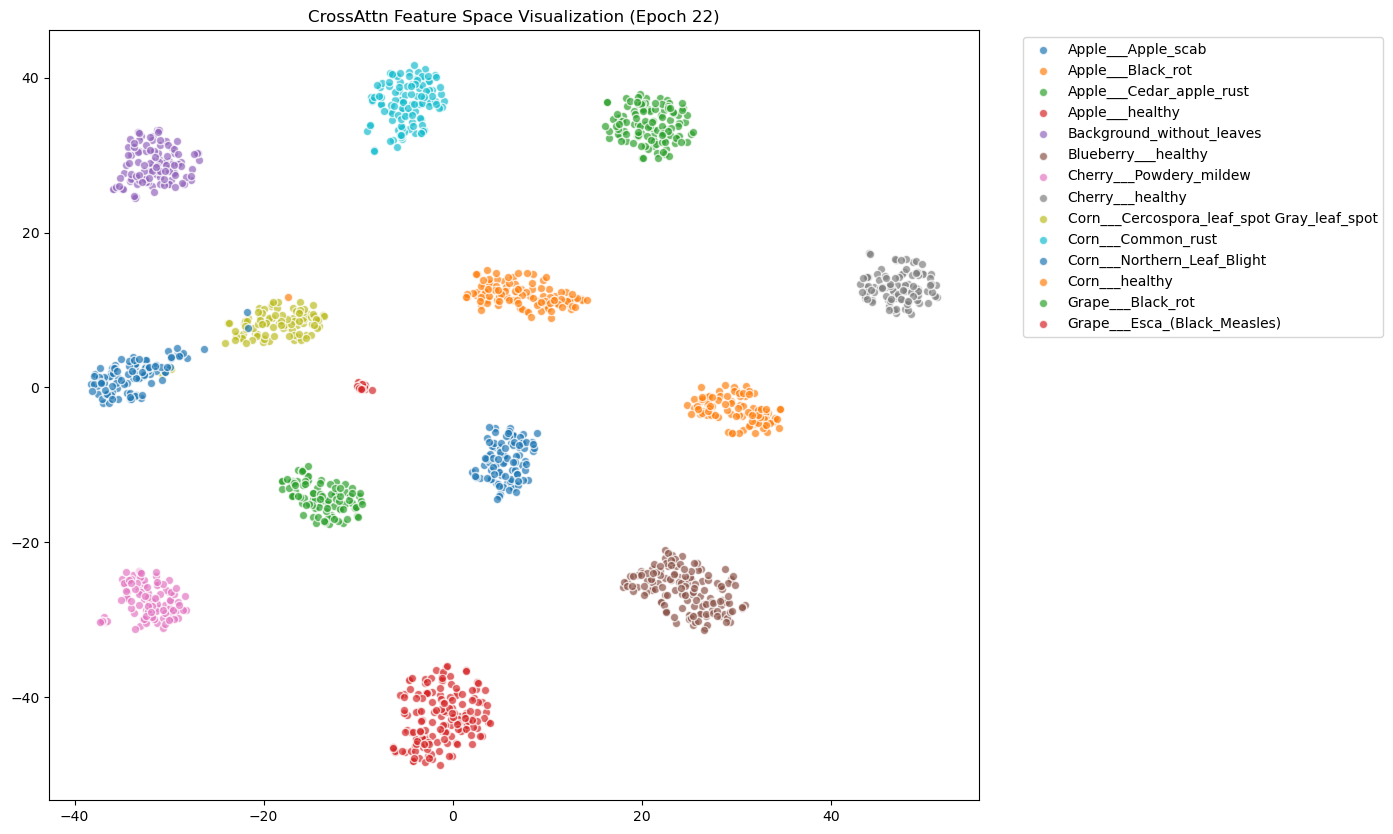 CrossAttn Feature Space Visualization (Epoch 22)
40
20
0
−20
−40
−40
−20
0
20
40
Apple___Apple_scab
Apple___Black_rot
Apple___Cedar_apple_rust
Apple___healthy
Background_without_leaves
Blueberry___healthy
Cherry___Powdery_mildew
Cherry___healthy
Corn___Cercospora_leaf_spot Gray_leaf_spot
Corn___Common_rust
Corn___Northern_Leaf_Blight
Corn___healthy
Grape___Black_rot
Grape___Esca_(Black_Measles)